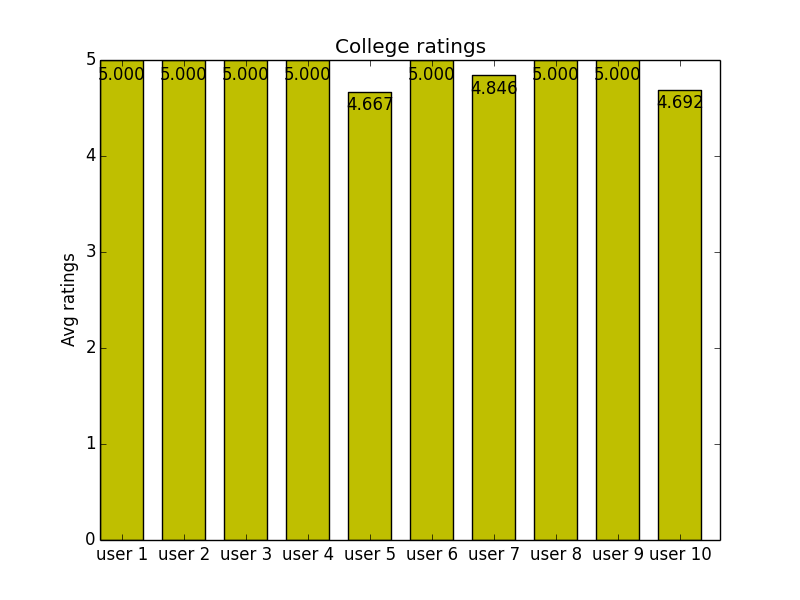 College ratings
5.000 5.000 5.000 5.000 4.667 5.000 4.846 5.000 5.000 4.692
5
4
3
2
1
0
Avg ratings
user 1 user 2 user 3 user 4 user 5 user 6 user 7 user 8 user 9 user 10